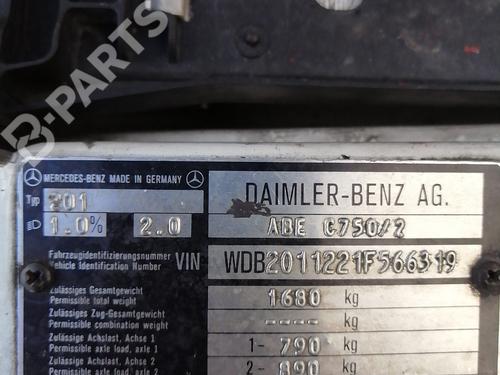 B-PARTS
MERCEDES-BENZ MADE IN GERMANY
DAIMLER-BENZ AG.
Typ 201
1.0% 2.0
ABE C750/2
Fahrzeugidentifizierungsnummer
Vehicle Identification Number VIN WDB2011221F566319
Zulässiges Gesamtgewicht
Permissible total weight 1680 kg
Zulässiges Zug-Gesamtgewicht
Permissible combination weight ---- kg
Zulässige Achslast, Achse 1
Permissible axle load, axle 1 1- 790 kg
Zulässige Achslast, Achse 2
Permissible axle load, axle 2 2- 890 kg